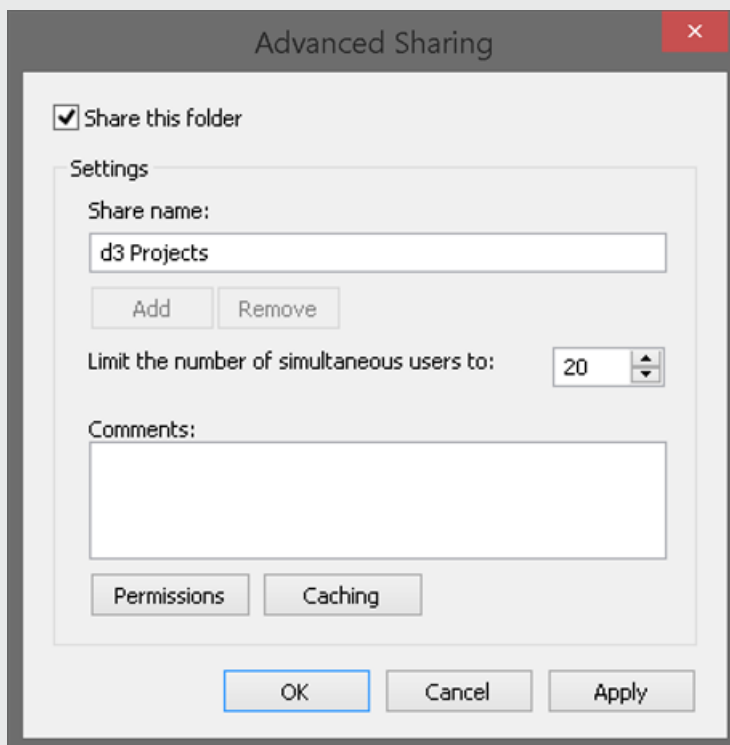 Advanced Sharing
Share this folder
Settings
Share name:
d3 Projects
Add Remove
Limit the number of simultaneous users to: 20
Comments:
Permissions Caching
OK Cancel Apply